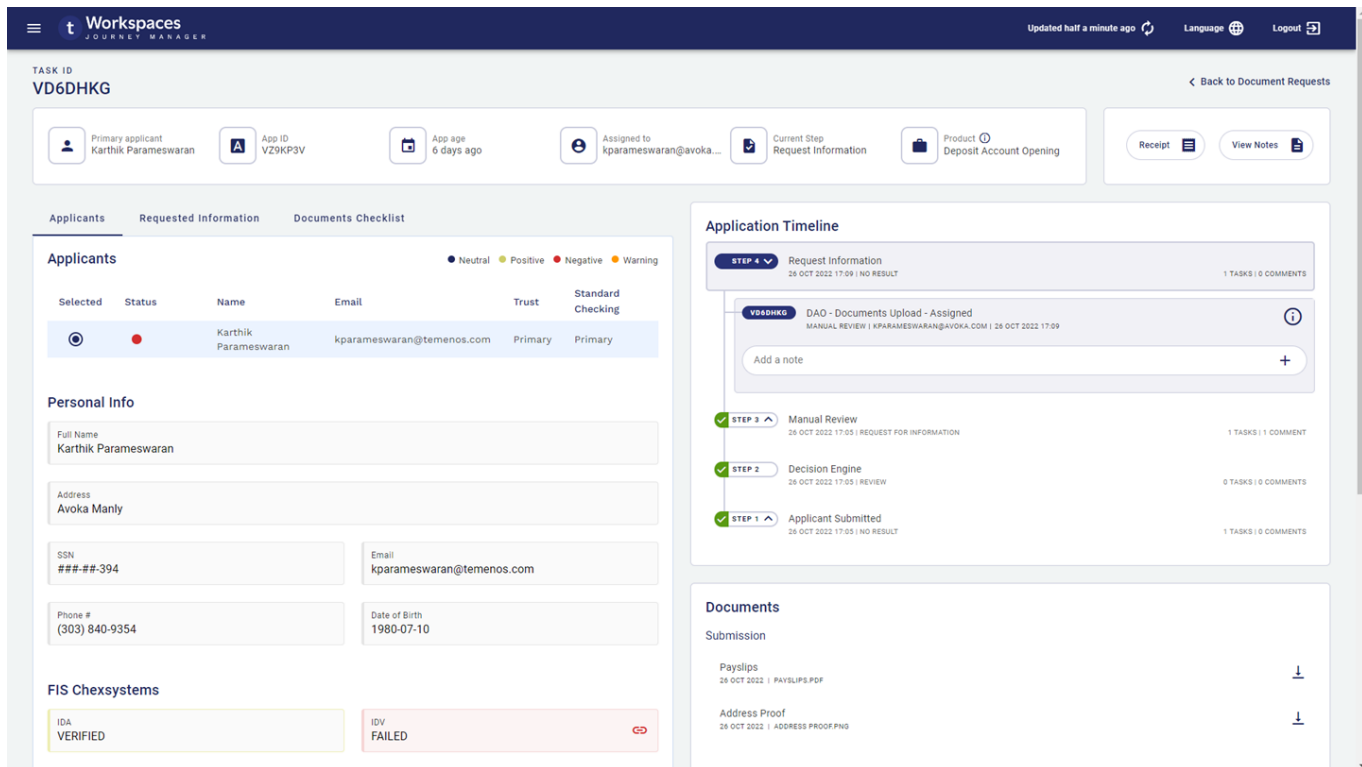 t Workspaces
JOURNEY MANAGER
Updated half a minute ago
Language
Logout
TASK ID
VD6DHKG
Back to Document Requests
Primary applicant
Karthik Parameswaran
A
App ID
VZ9KP3V
App age
6 days ago
Assigned to
kparameswaran@avoka...
Current Step
Request Information
Product
Deposit Account Opening
Receipt
View Notes
Applicants Requested Information Documents Checklist
Applicants
Neutral Positive Negative Warning
Selected Status Name Email Trust Standard
Checking
Karthik
Parameswaran
kparameswaran@temenos.com Primary Primary
Personal Info
Full Name
Karthik Parameswaran
Address
Avoka Manly
SSN
###-##-394
Email
kparameswaran@temenos.com
Phone #
(303) 840-9354
Date of Birth
1980-07-10
FIS Chexsystems
IDA
VERIFIED
IDV
FAILED
Application Timeline
STEP 4 Request Information
26 OCT 2022 17:09 | NO RESULT 1 TASKS | 0 COMMENTS
VD6DHKG DAO - Documents Upload - Assigned
MANUAL REVIEW | KPARAMESWARAN@AVOKA.COM | 26 OCT 2022 17:09
Add a note
STEP 3 Manual Review
26 OCT 2022 17:05 | REQUEST FOR INFORMATION 1 TASKS | 1 COMMENT
STEP 2 Decision Engine
26 OCT 2022 17:05 | REVIEW 0 TASKS | 0 COMMENTS
STEP 1 Applicant Submitted
26 OCT 2022 17:05 | NO RESULT 1 TASKS | 0 COMMENTS
Documents
Submission
Payslips
26 OCT 2022 | PAYSLIPS.PDF
Address Proof
26 OCT 2022 | ADDRESS PROOF.PNG